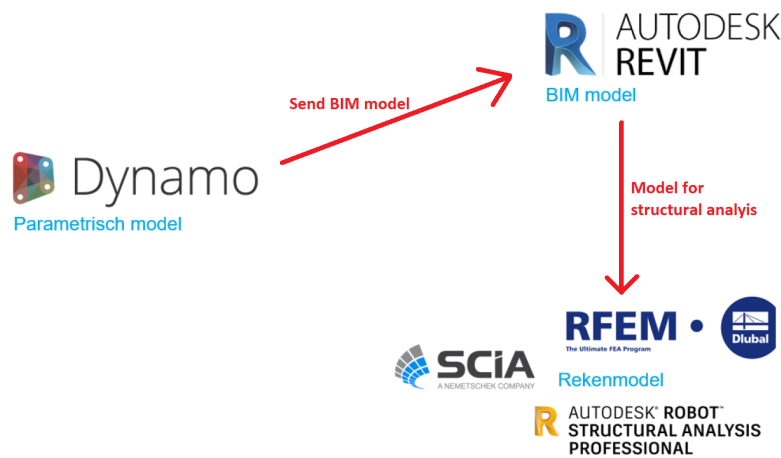 AUTODESK
REVIT
BIM model
Send BIM model
Dynamo
Parametrisch model
Model for
structural analyis
RFEM •
The Ultimate FEA Program
Dlubal
SCiA
A NEMETSCHEK COMPANY
Rekenmodel
AUTODESK® ROBOT™
STRUCTURAL ANALYSIS
PROFESSIONAL